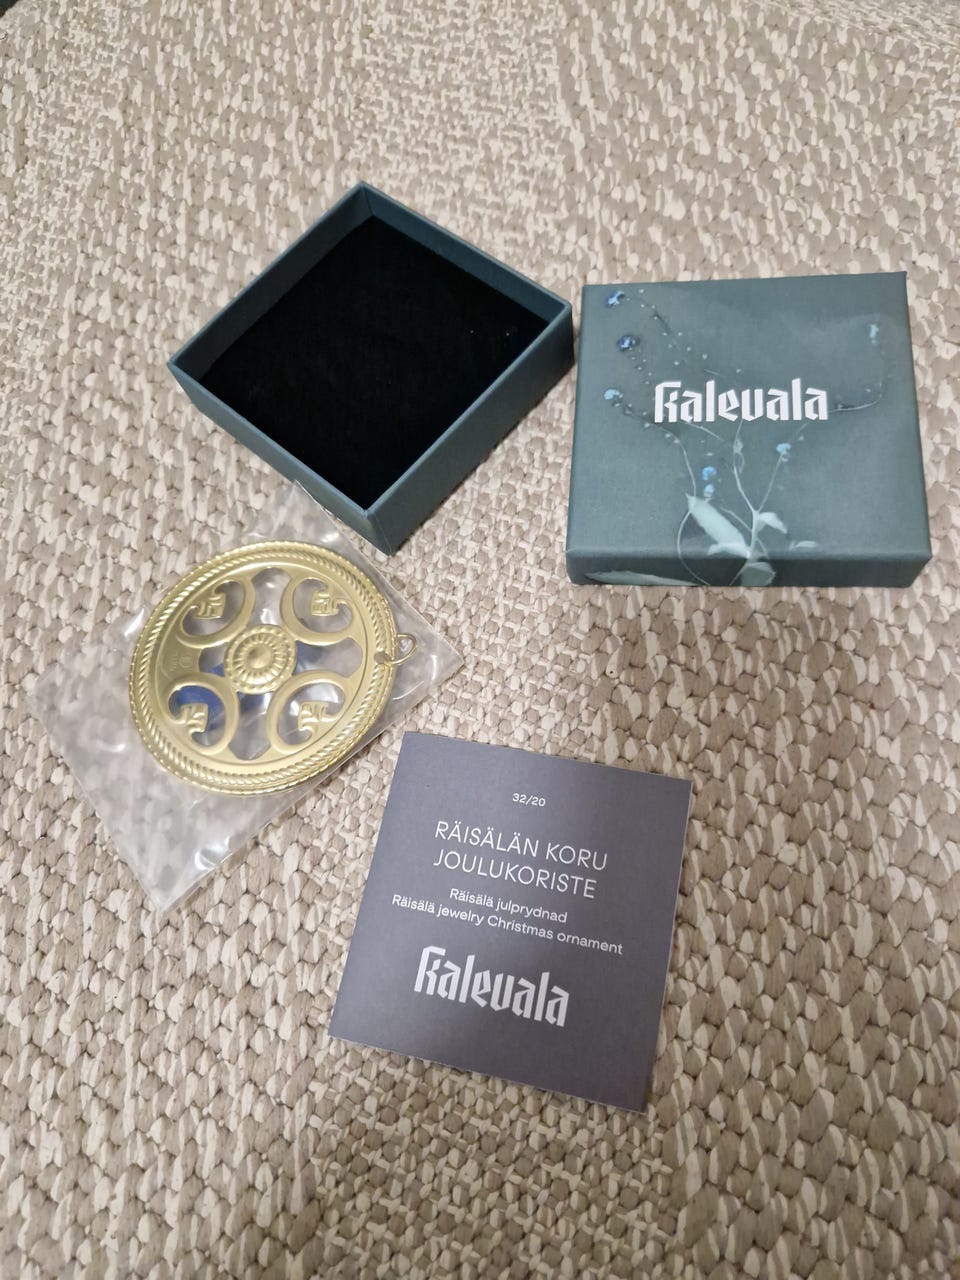 Kalevala
32/20
RÄISÄLÄN KORU
JOULUKORISTE
Räisälä julprydnad
Räisälä jewelry Christmas ornament
Kalevala